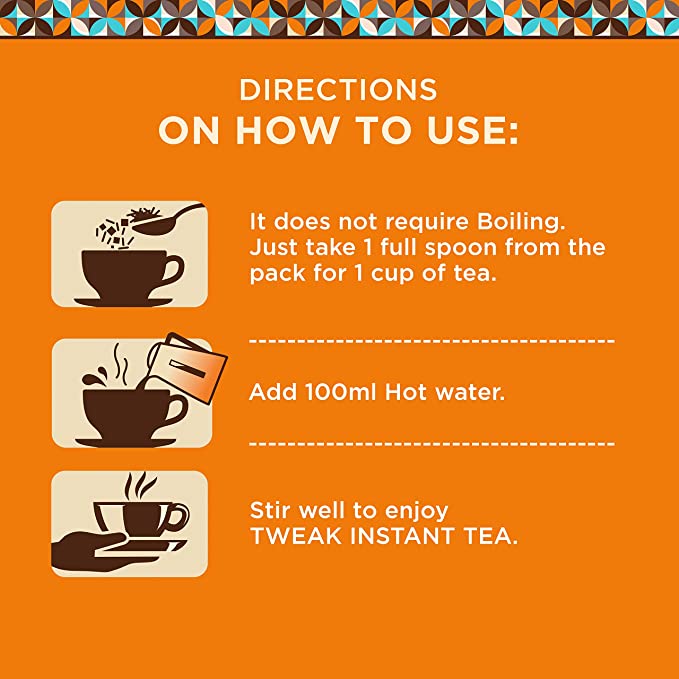 DIRECTIONS
ON HOW TO USE:
It does not require Boiling.
Just take 1 full spoon from the
pack for 1 cup of tea.
Add 100ml Hot water.
Stir well to enjoy
TWEAK INSTANT TEA.